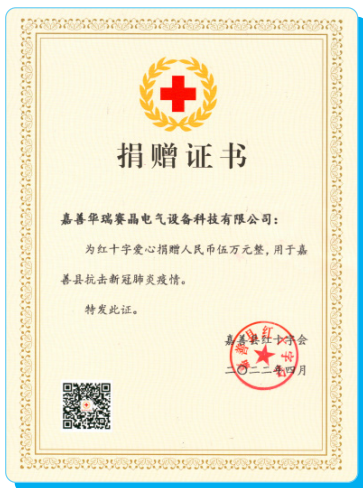 捐赠证书
嘉善华瑞赛晶电气设备科技有限公司：
为红十字爱心捐赠人民币伍万元整，用于嘉
善县抗击新冠肺炎疫情。
特发此证。
嘉善县红十字会
二〇二二年四月